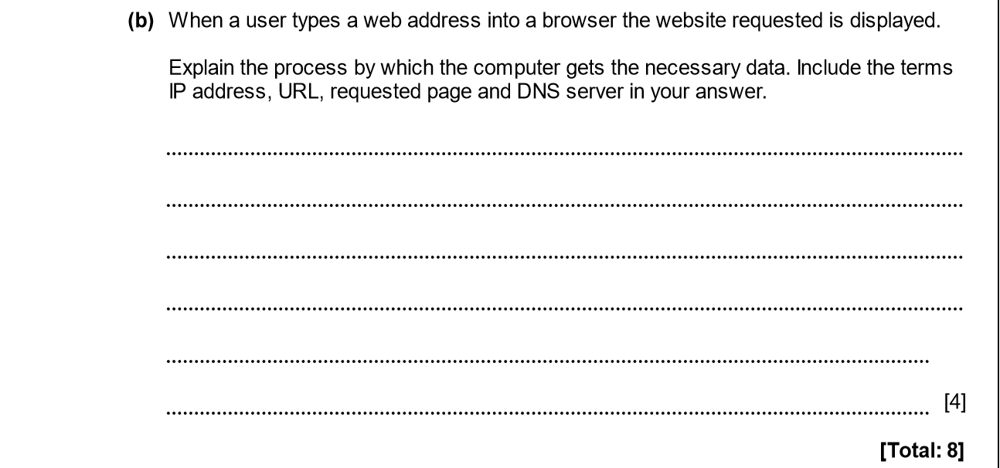 (b) When a user types a web address into a browser the website requested is displayed.
Explain the process by which the computer gets the necessary data. Include the terms
IP address, URL, requested page and DNS server in your answer.
[4]
[Total: 8]